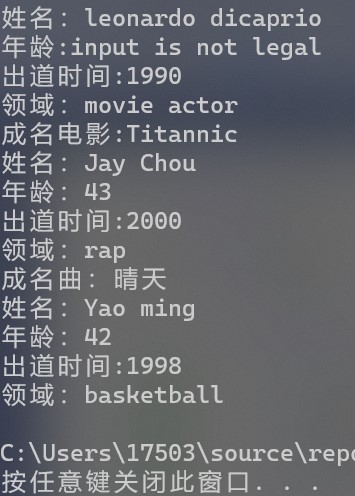 姓名: leonardo dicaprio
年龄:input is not legal
出道时间:1990
领域: movie actor
成名电影:Titannic
姓名: Jay Chou
年龄: 43
出道时间:2000
领域: rap
成名曲: 晴天
姓名: Yao ming
年龄: 42
出道时间:1998
领域: basketball
C:\Users\17503\source\repo
按任意键关闭此窗口. . .